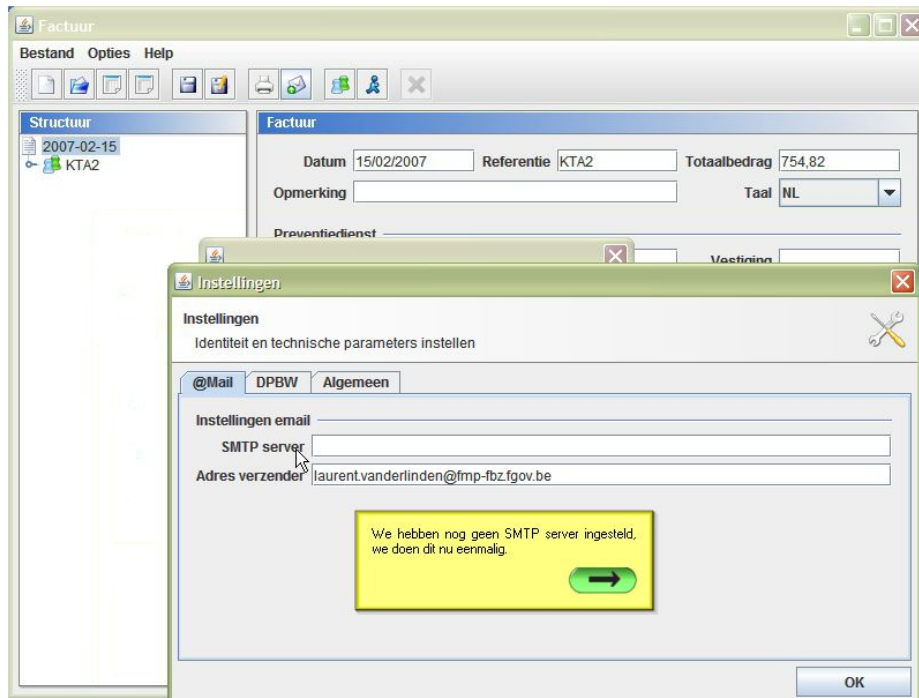 Factuur
Bestand Opties Help
Structuur
Factuur
2007-02-15
KTA2
Datum 15/02/2007 Referentie KTA2 Totaalbedrag 754,82
Opmerking Taal NL
Preventiedienst
Vestiging
Instellingen
Instellingen
Identiteit en technische parameters instellen
@Mail DPBW Algemeen
Instellingen email
SMTP server
Adres verzender laurent.vanderlinden@fmp-fbz.fgov.be
We hebben nog geen SMTP server ingesteld,
we doen dit nu eenmalig.
OK